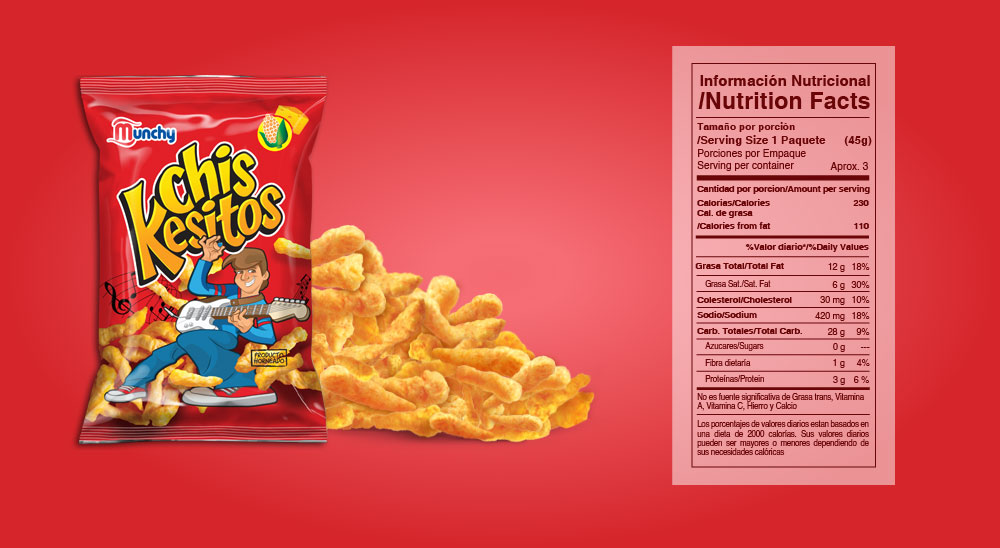 Munchy
chis
Kesitos
PRODUCTO
HORNEADO
Información Nutricional
/Nutrition Facts
Tamaño por porción
/Serving Size 1 Paquete (45g)
Porciones por Empaque
Serving per container Aprox. 3
Cantidad por porcion/Amount per serving
Calorías/Calories 230
Cal. de grasa
/Calories from fat 110
%Valor diario*/%Daily Values
Grasa Total/Total Fat 12 g 18%
Grasa Sat./Sat. Fat 6 g 30%
Colesterol/Cholesterol 30 mg 10%
Sodio/Sodium 420 mg 18%
Carb. Totales/Total Carb. 28 g 9%
Azucares/Sugars 0 g ---
Fibra dietaría 1 g 4%
Proteínas/Protein 3 g 6 %
No es fuente significativa de Grasa trans, Vitamina
A, Vitamina C, Hierro y Calcio
Los porcentajes de valores diarios estan basados en
una dieta de 2000 calorías. Sus valores diarios
pueden ser mayores o menores dependiendo de
sus necesidades calóricas